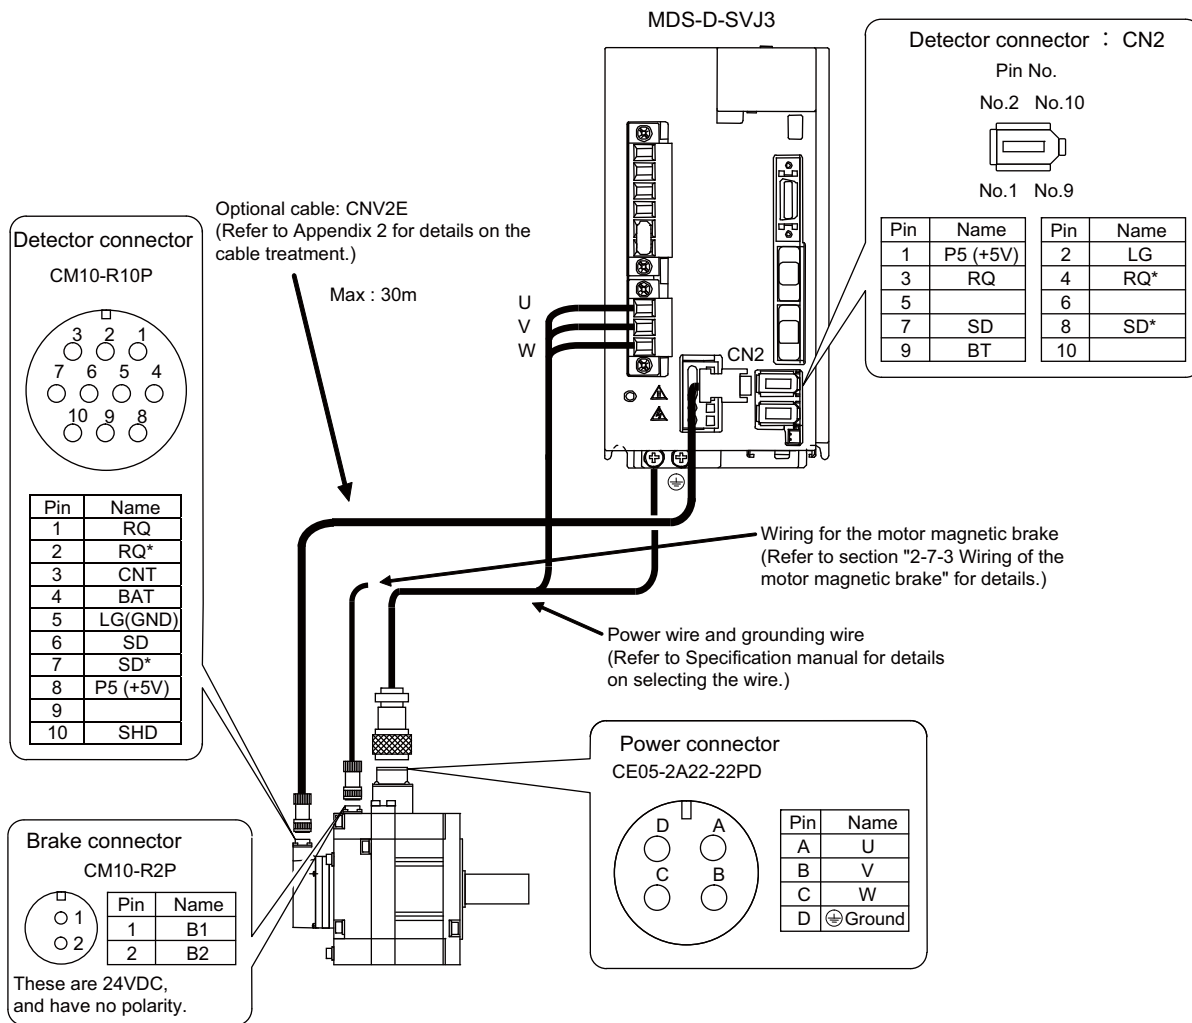 MDS-D-SVJ3
Detector connector ： CN2
Pin No.
No.2 No.10
No.1 No.9
Pin Name Pin Name
1 P5 (+5V) 2 LG
3 RQ 4 RQ*
5 6
7 SD 8 SD*
9 BT 10
Optional cable: CNV2E
(Refer to Appendix 2 for details on the
cable treatment.)
Max : 30m
U
V
W
CN2
Detector connector
CM10-R10P
3 2 1
7 6 5 4
10 9 8
Pin Name
1 RQ
2 RQ*
3 CNT
4 BAT
5 LG(GND)
6 SD
7 SD*
8 P5 (+5V)
9
10 SHD
Wiring for the motor magnetic brake
(Refer to section "2-7-3 Wiring of the
motor magnetic brake" for details.)
Power wire and grounding wire
(Refer to Specification manual for details
on selecting the wire.)
Power connector
CE05-2A22-22PD
D A
C B
Pin Name
A U
B V
C W
D Ground
Brake connector
CM10-R2P
1
2
Pin Name
1 B1
2 B2
These are 24VDC,
and have no polarity.